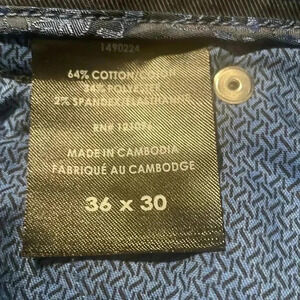 1490224
64% COTTON/COTON
34% POLYESTER
2% SPANDEX/ELASTHANNE
MADE IN CAMBODIA
FABRIQUÉ AU CAMBODGE
36 x 30